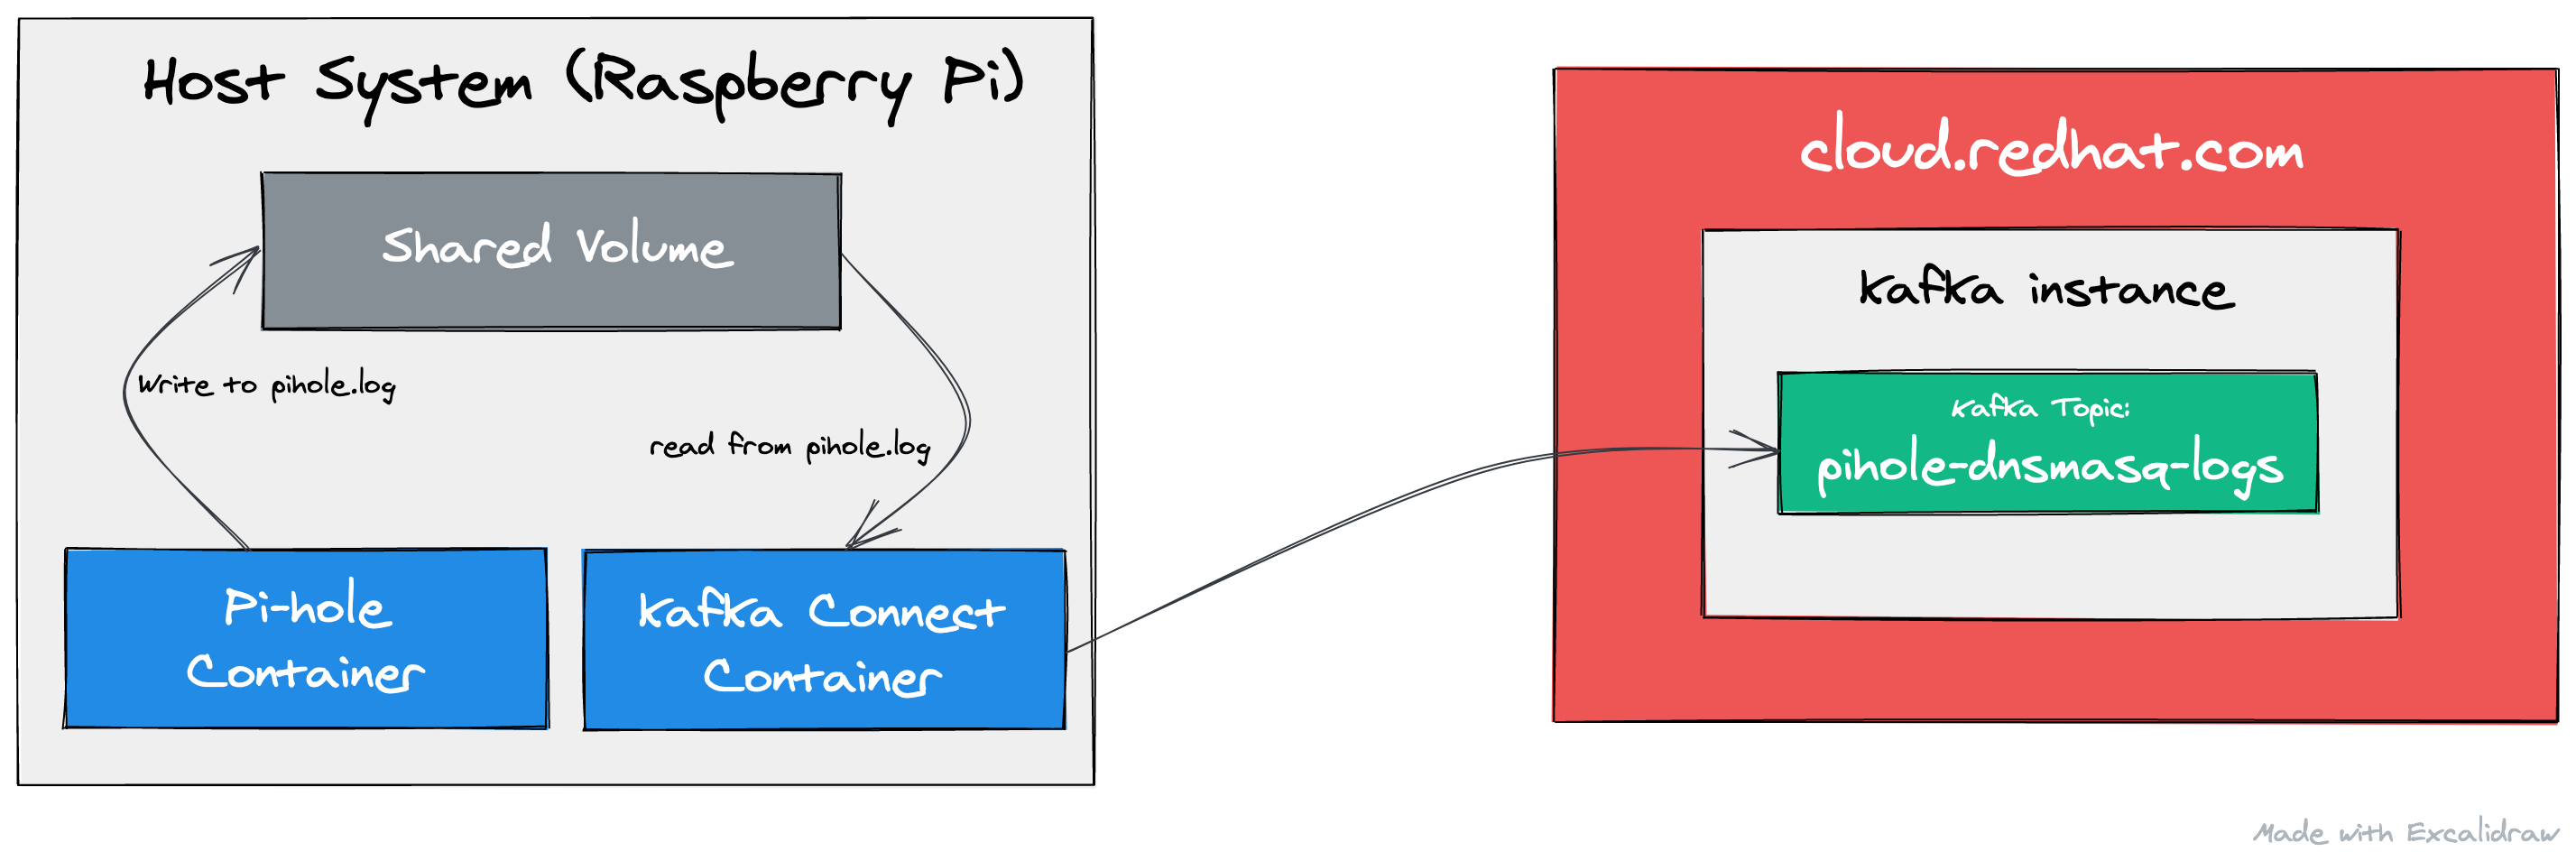 Host System (Raspberry Pi)
Shared Volume
Write to pihole.log
read from pihole.log
Pi-hole
Container
Kafka Connect
Container
cloud.redhat.com
Kafka instance
Kafka Topic:
pihole-dnsmasq-logs
Made with Excalidraw